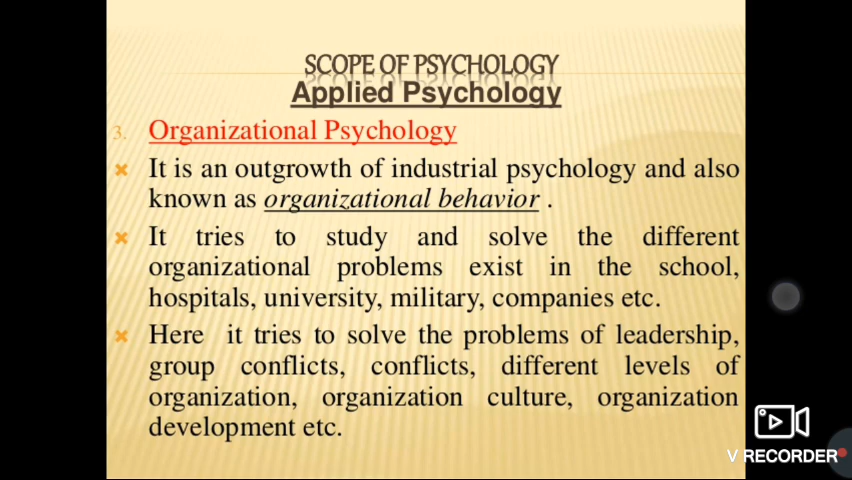 SCOPE OF PSYCHOLOGY
Applied Psychology
3. Organizational Psychology
It is an outgrowth of industrial psychology and also
known as organizational behavior .
It tries to study and solve the different
organizational problems exist in the school,
hospitals, university, military, companies etc.
Here it tries to solve the problems of leadership,
group conflicts, conflicts, different levels of
organization, organization culture, organization
development etc.
V RECORDER